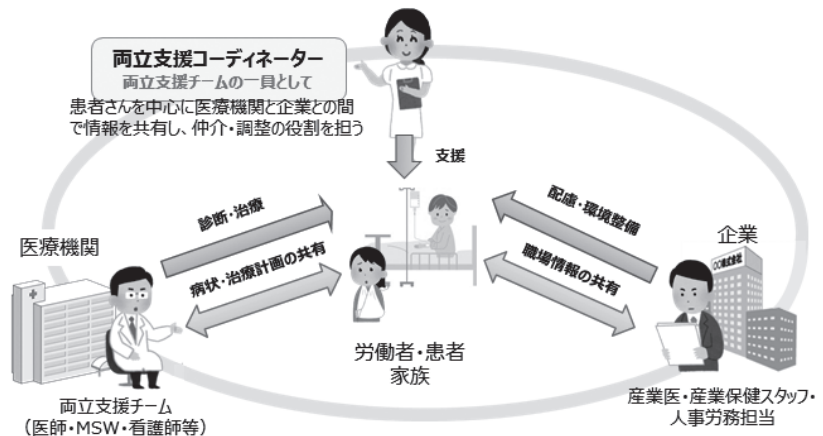 両立支援コーディネーター
両立支援チームの一員として
患者さんを中心に医療機関と企業との間
で情報を共有し、仲介・調整の役割を担う
支援
診断・治療
病状・治療計画の共有
配慮・環境整備
職場情報の共有
医療機関
企業
〇〇株式会社
労働者・患者
家族
両立支援チーム
（医師・MSW・看護師等）
産業医・産業保健スタッフ・
人事労務担当